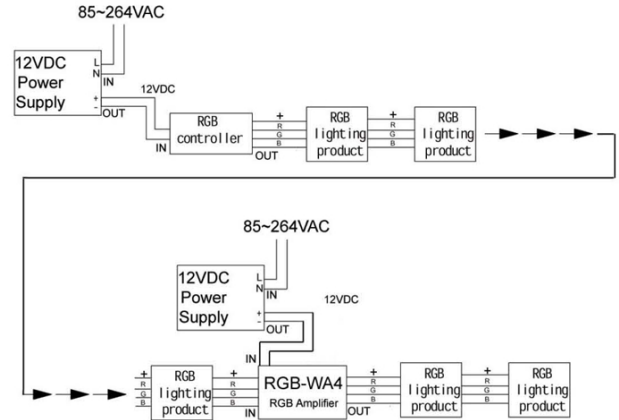 85~264VAC
12VDC
Power
Supply
L
N
IN
+
-
OUT
12VDC
IN
RGB
controller
OUT
+
R
G
B
RGB
lighting
product
+
R
G
B
RGB
lighting
product
85~264VAC
12VDC
Power
Supply
L
N
IN
+
-
OUT
12VDC
+
R
G
B
RGB
lighting
product
+
R
G
B
IN
IN
RGB-WA4
RGB Amplifier
OUT
+
R
G
B
RGB
lighting
product
+
R
G
B
RGB
lighting
product